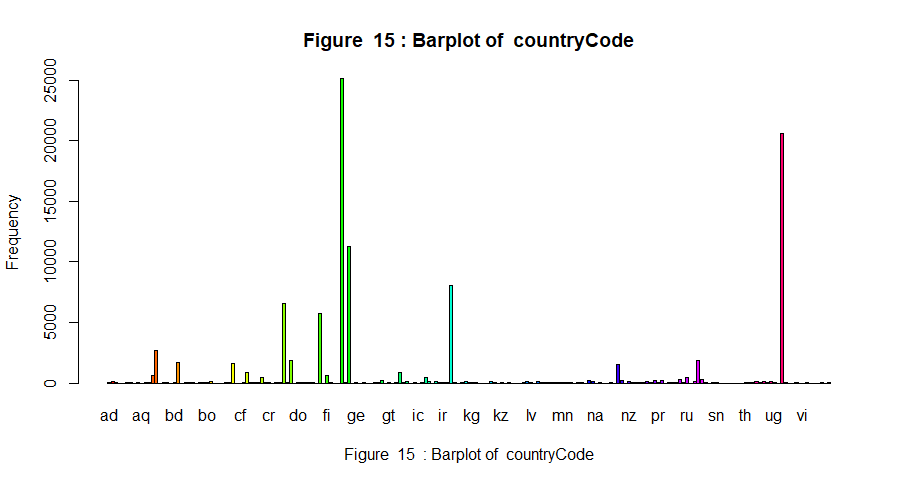 Figure 15 : Barplot of countryCode
Frequency
25000
20000
15000
10000
5000
0
ad aq bd bo cf cr do fi ge gt ic ir kg kz lv mn na nz pr ru sn th ug vi
Figure 15 : Barplot of countryCode